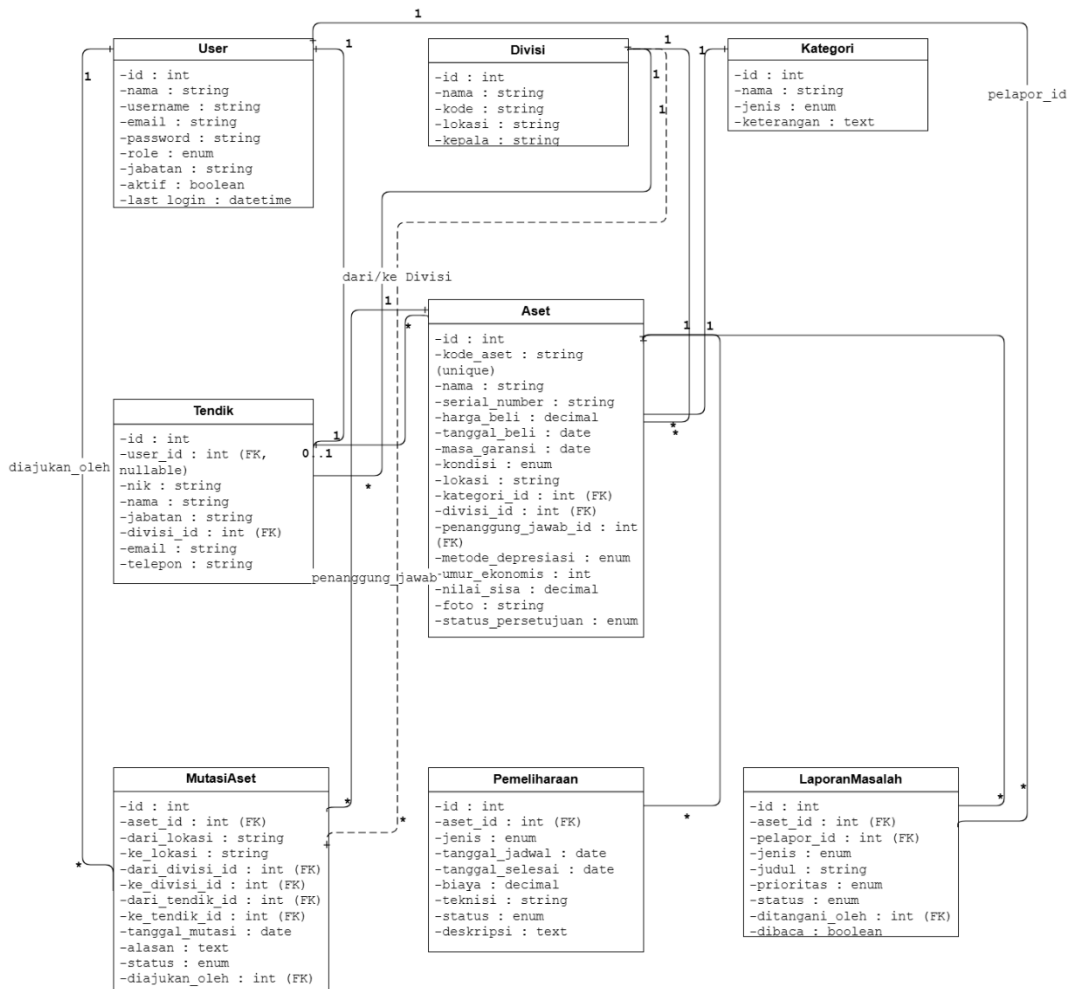 1
User
-id : int
-nama : string
-username : string
-email : string
-password : string
-role : enum
-jabatan : string
-aktif : boolean
-last login : datetime
1
1
Divisi
-id : int
-nama : string
-kode : string
-lokasi : string
-kepala : string
1
1
1
1
Kategori
-id : int
-nama : string
-jenis : enum
-keterangan : text
pelapor_id
dari/ke Divisi
1
*
Aset
-id : int
-kode_aset : string
(unique)
-nama : string
-serial_number : string
-harga_beli : decimal
-tanggal_beli : date
-masa_garansi : date
-kondisi : enum
-lokasi : string
-kategori_id : int (FK)
-divisi_id : int (FK)
-penanggung_jawab_id : int
(FK)
-metode_depresiasi : enum
-umur_ekonomis : int
-nilai_sisa : decimal
-foto : string
-status_persetujuan : enum
1
1
*
*
Tendik
-id : int
-user_id : int (FK,
nullable)
-nik : string
-nama : string
-jabatan : string
-divisi_id : int (FK)
-email : string
-telepon : string
1
0..1
*
diajukan_oleh
penanggung_jawab
MutasiAset
-id : int
-aset_id : int (FK)
-dari_lokasi : string
-ke_lokasi : string
-dari_divisi_id : int (FK)
-ke_divisi_id : int (FK)
-dari_tendik_id : int (FK)
-ke_tendik_id : int (FK)
-tanggal_mutasi : date
-alasan : text
-status : enum
-diajukan_oleh : int (FK)
*
*
*
Pemeliharaan
-id : int
-aset_id : int (FK)
-jenis : enum
-tanggal_jadwal : date
-tanggal_selesai : date
-biaya : decimal
-teknisi : string
-status : enum
-deskripsi : text
*
LaporanMasalah
-id : int
-aset_id : int (FK)
-pelapor_id : int (FK)
-jenis : enum
-judul : string
-prioritas : enum
-status : enum
-ditangani_oleh : int (FK)
-dibaca : boolean
*
*